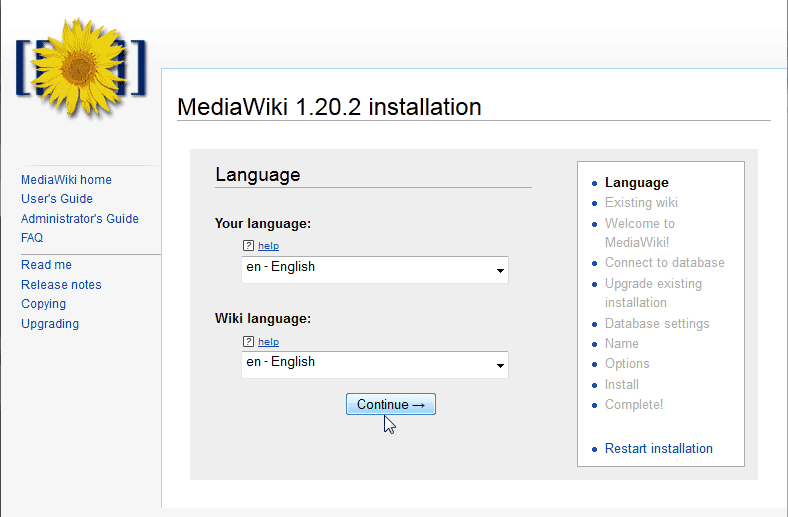 MediaWiki 1.20.2 installation
MediaWiki home
User's Guide
Administrator's Guide
FAQ
Read me
Release notes
Copying
Upgrading
Language
Your language:
? help
en - English
Wiki language:
? help
en - English
Continue →
Language
Existing wiki
Welcome to
MediaWiki!
Connect to database
Upgrade existing
installation
Database settings
Name
Options
Install
Complete!
Restart installation